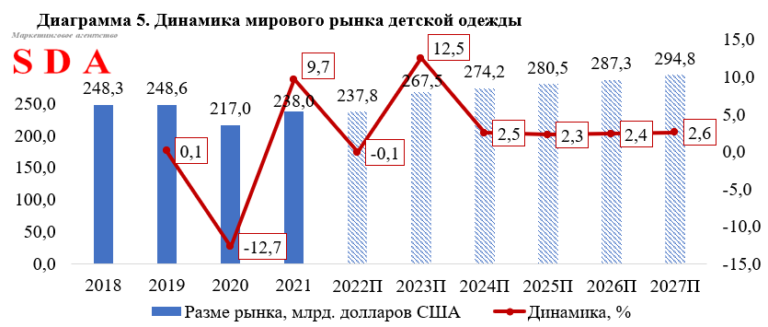 Диаграмма 5. Динамика мирового рынка детской одежды
Маркетинговое агентство
SDA
248,3 248,6 217,0 238,0 237,8 267,5 274,2 280,5 287,3 294,8
0,1 -12,7 9,7 -0,1 12,5 2,5 2,3 2,4 2,6
250,0
200,0
150,0
100,0
50,0
0,0
15,0
10,0
5,0
0,0
-5,0
-10,0
-15,0
2018 2019 2020 2021 2022П 2023П 2024П 2025П 2026П 2027П
Разме рынка, млрд. долларов США Динамика, %